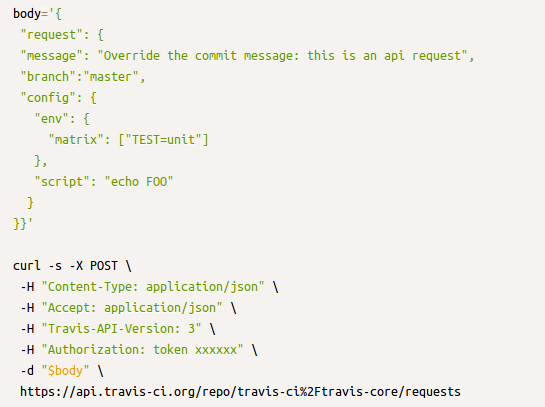 body='{
 "request": {
 "message": "Override the commit message: this is an api request",
 "branch":"master",
 "config": {
   "env": {
     "matrix": ["TEST=unit"]
   },
   "script": "echo FOO"
  }
}}'

curl -s -X POST \
 -H "Content-Type: application/json" \
 -H "Accept: application/json" \
 -H "Travis-API-Version: 3" \
 -H "Authorization: token xxxxxx" \
 -d "$body" \
 https://api.travis-ci.org/repo/travis-ci%2Ftravis-core/requests